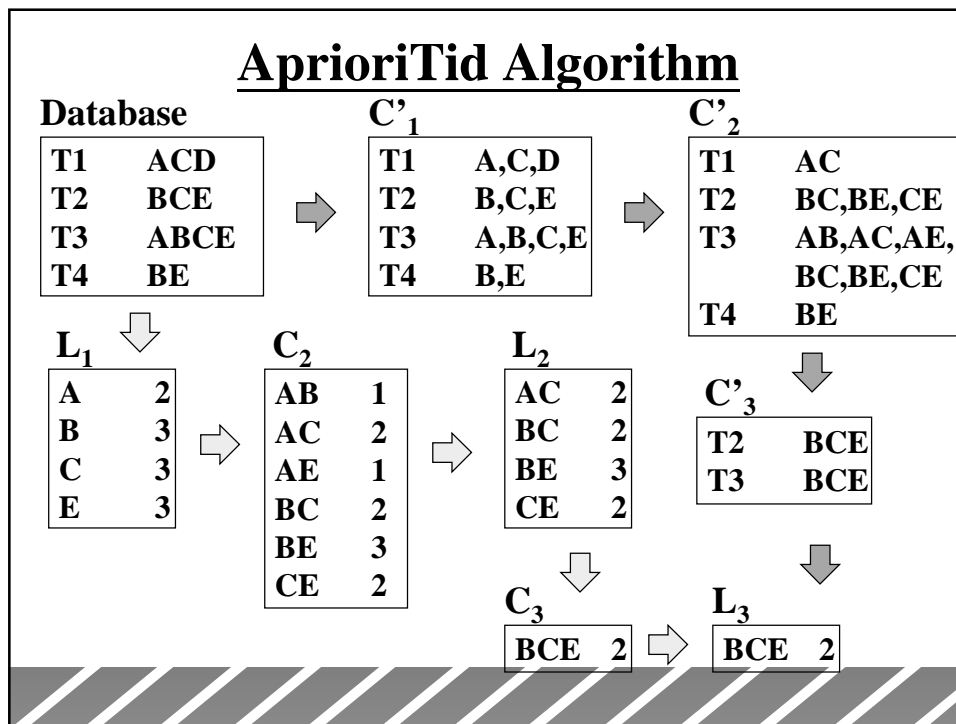 AprioriTid Algorithm
Database
T1 ACD
T2 BCE
T3 ABCE
T4 BE
C’1
T1 A,C,D
T2 B,C,E
T3 A,B,C,E
T4 B,E
C’2
T1 AC
T2 BC,BE,CE
T3 AB,AC,AE,
BC,BE,CE
T4 BE
L1
A 2
B 3
C 3
E 3
C2
AB 1
AC 2
AE 1
BC 2
BE 3
CE 2
L2
AC 2
BC 2
BE 3
CE 2
C’3
T2 BCE
T3 BCE
C3
BCE 2
L3
BCE 2